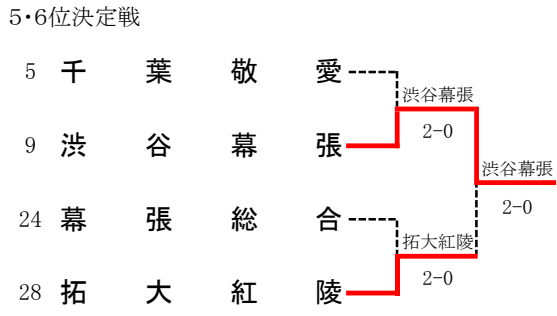 5・6位決定戦
5 千葉敬愛
渋谷幕張
9 渋谷幕張
2-0
渋谷幕張
24 幕張総合
2-0
拓大紅陵
28 拓大紅陵
2-0